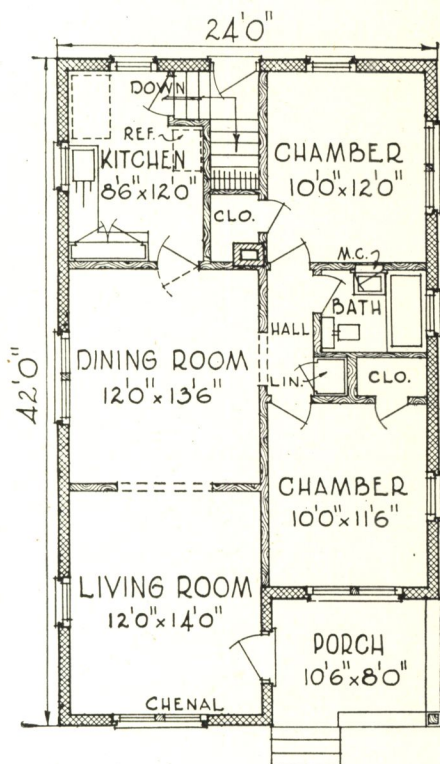 24'0"
DOWN
REF.
KITCHEN
8'6"x12'0"
CHAMBER
10'0"x12'0"
CLO.
M.C.
BATH
HALL
42'0"
DINING ROOM
12'0"x13'6"
LIN.
CLO.
CHAMBER
10'0"x11'6"
LIVING ROOM
12'0"x14'0"
PORCH
10'6"x8'0"
CHENAL